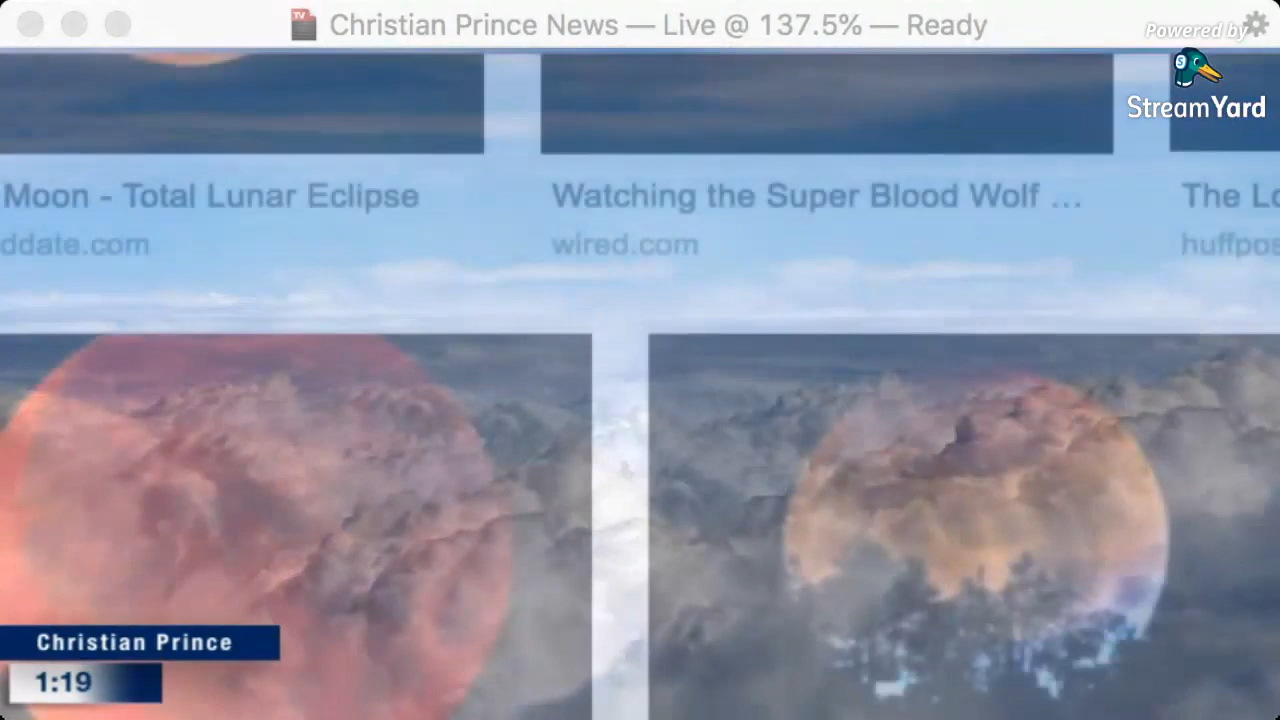 Christian Prince News — Live @ 137.5% — Ready
Powered by
StreamYard
Moon - Total Lunar Eclipse
Watching the Super Blood Wolf ...
The Lo
ddate.com
wired.com
huffpos
Christian Prince
1:19